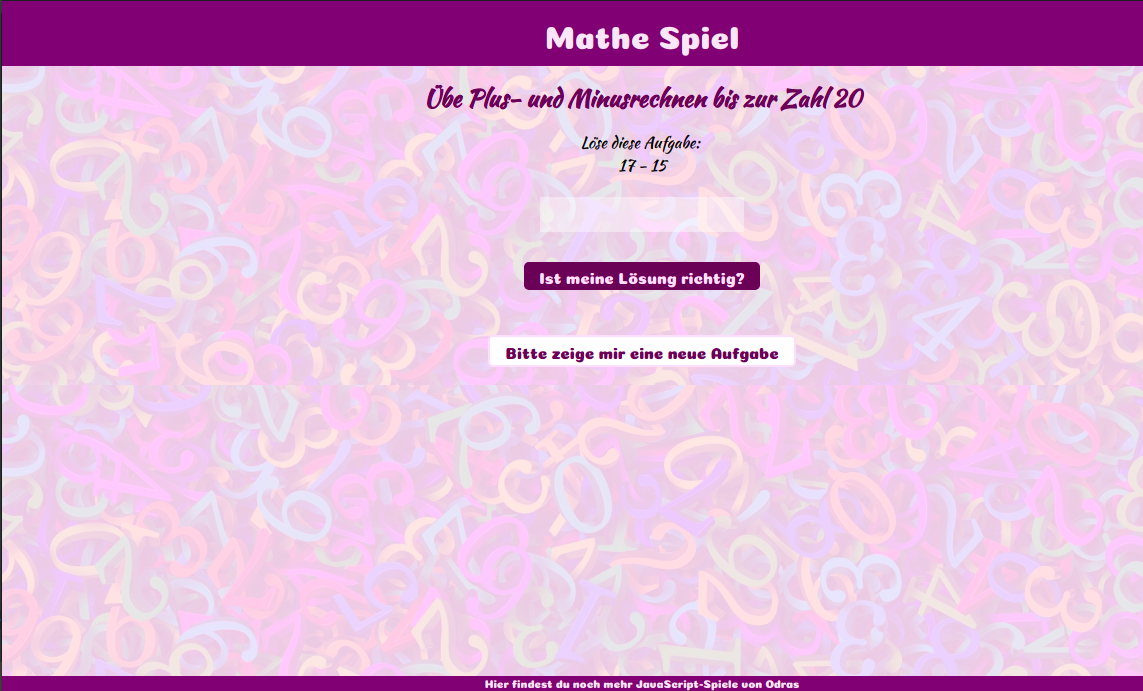 Mathe Spiel
Übe Plus- und Minusrechnen bis zur Zahl 20
Löse diese Aufgabe:
17 - 15
Ist meine Lösung richtig?
Bitte zeige mir eine neue Aufgabe
Hier findest du noch mehr JavaScript-Spiele von Odras